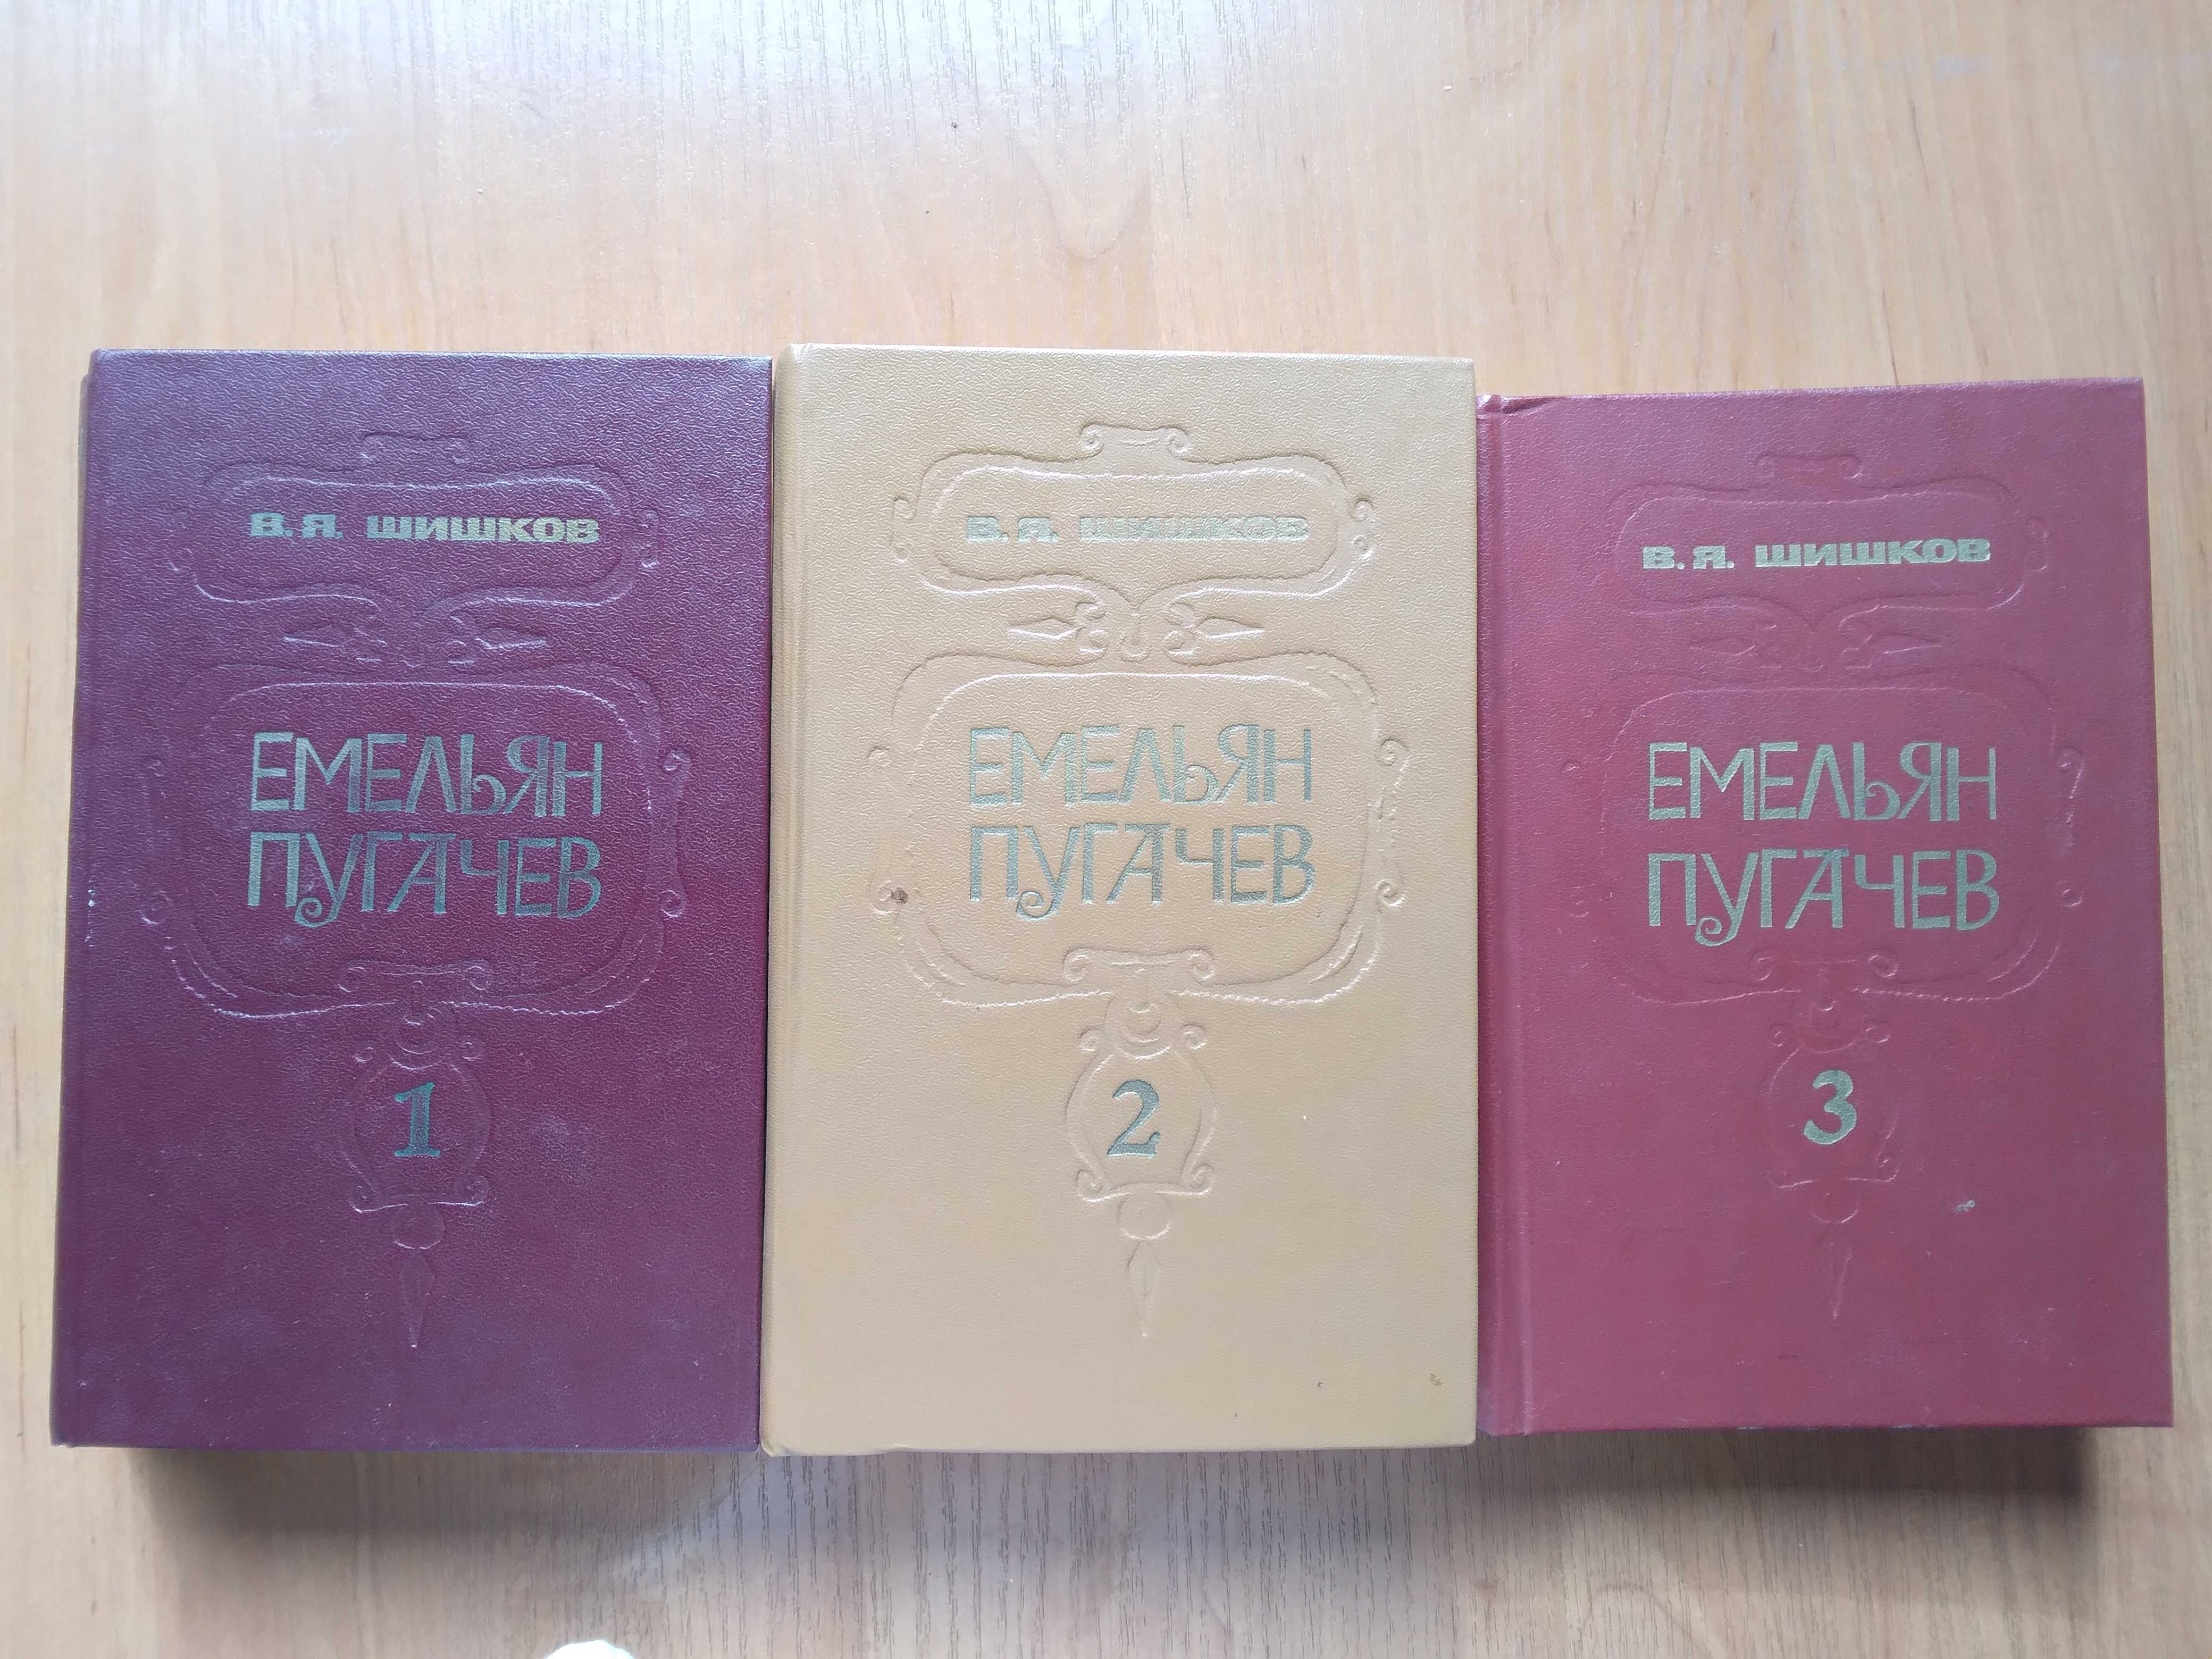 В. Я. ШИШКОВ
ЕМЕЛЬЯН
ПУГАЧЕВ
1
В. Я. ШИШКОВ
ЕМЕЛЬЯН
ПУГАЧЕВ
2
В. Я. ШИШКОВ
ЕМЕЛЬЯН
ПУГАЧЕВ
3